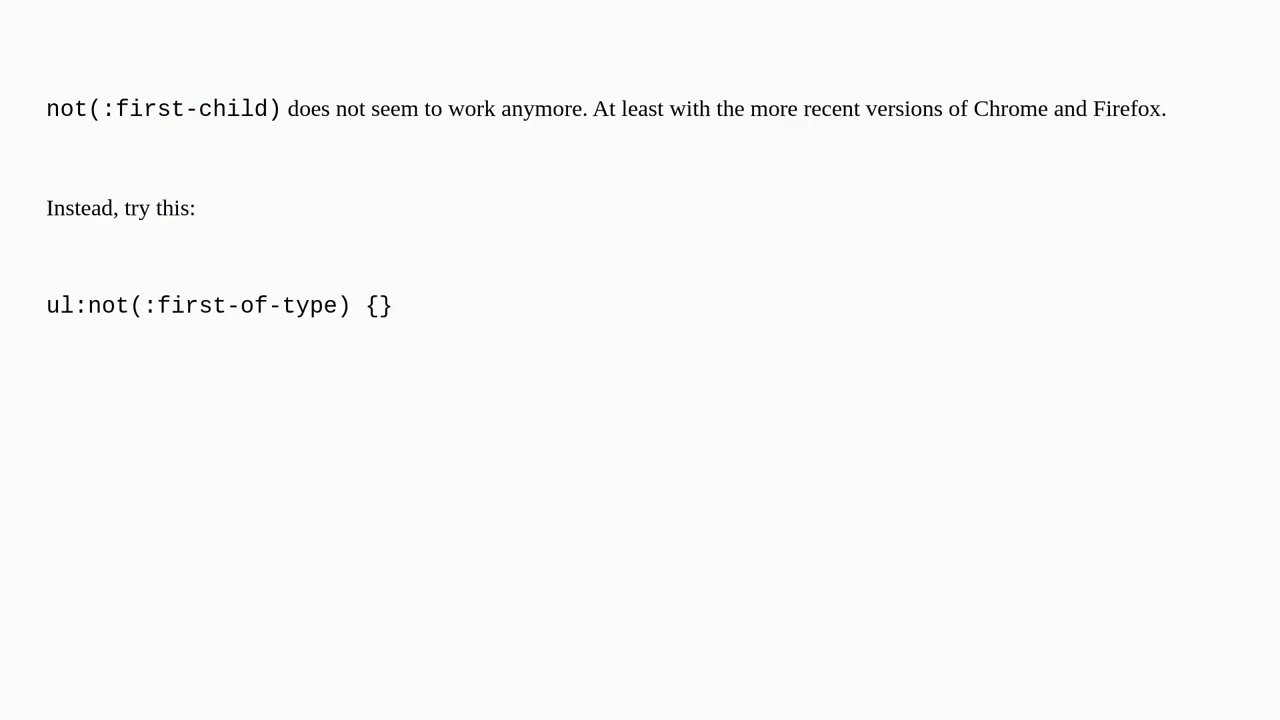 not(:first-child) does not seem to work anymore. At least with the more recent versions of Chrome and Firefox.
Instead, try this:
ul:not(:first-of-type) {}